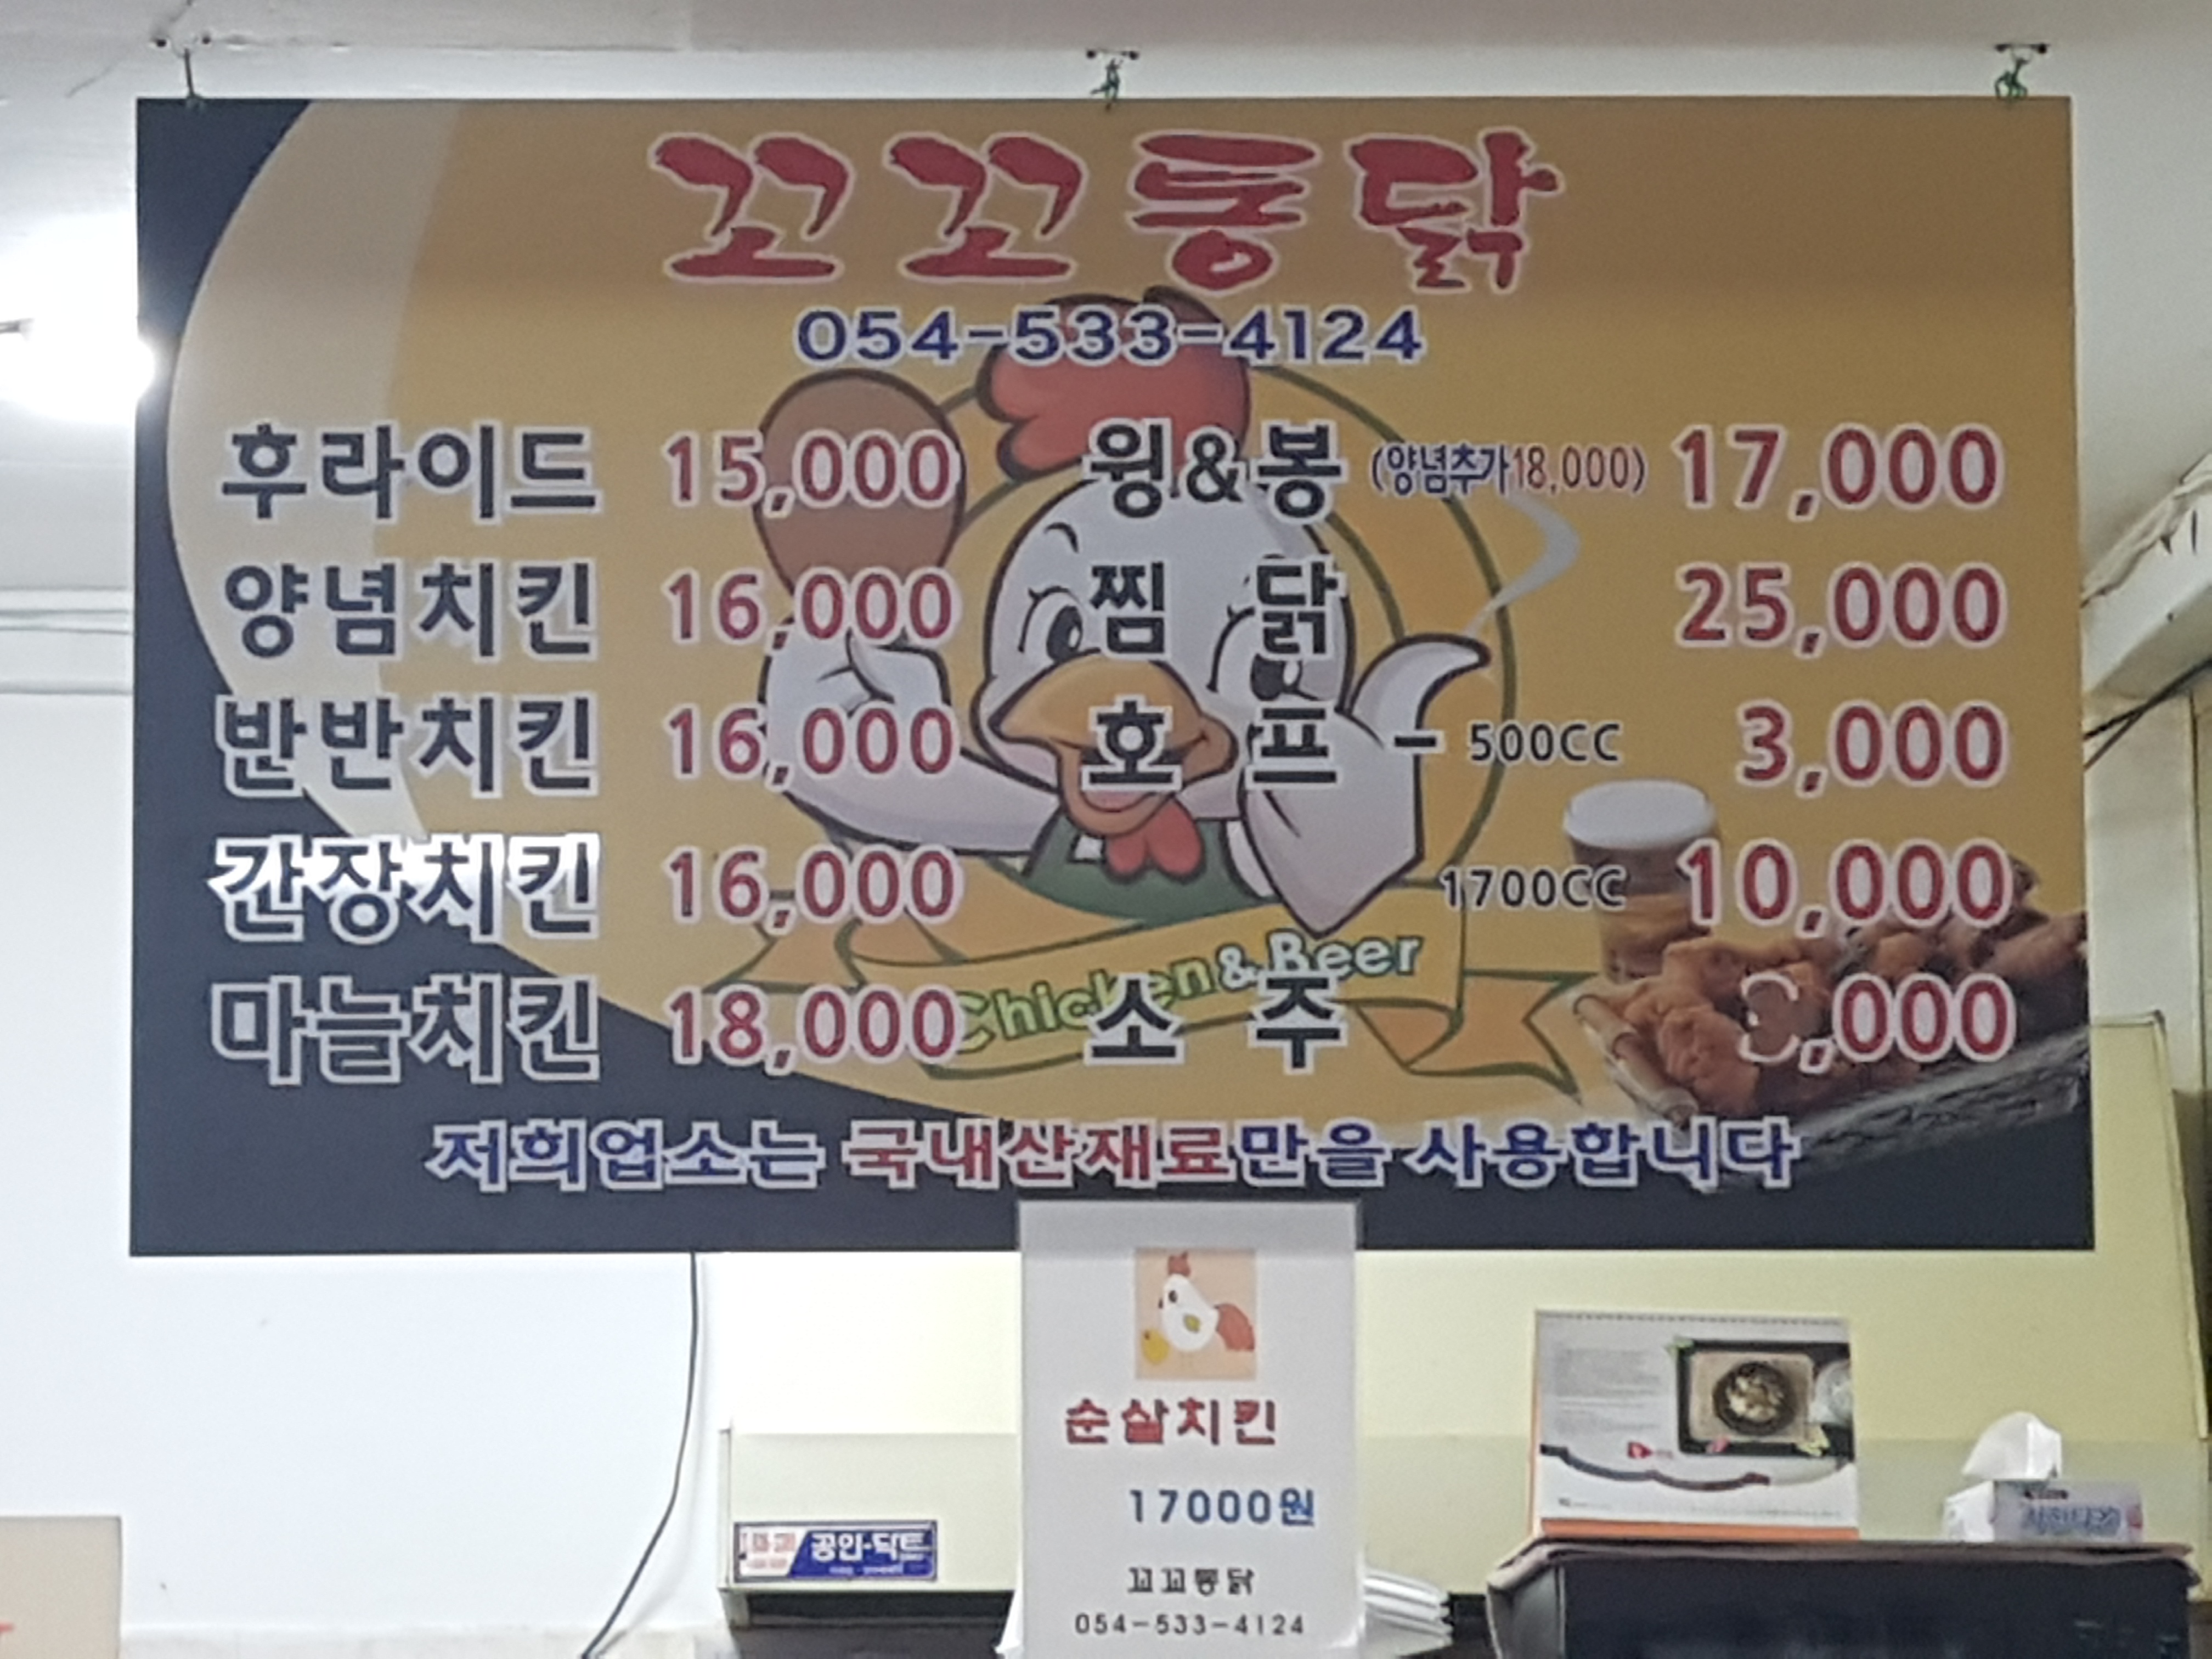 꼬꼬통닭
054-533-4124
후라이드 15,000 윙&봉 (양념추가18,000) 17,000
양념치킨 16,000 찜 닭 25,000
반반치킨 16,000 호 프 - 500CC 3,000
간장치킨 16,000 1700CC 10,000
Chicken & Beer
마늘치킨 18,000 소 주 ,000
저희업소는 국내산재료만을 사용합니다
순살치킨
17000원
꼬꼬통닭
054-533-4124
공인-닥트